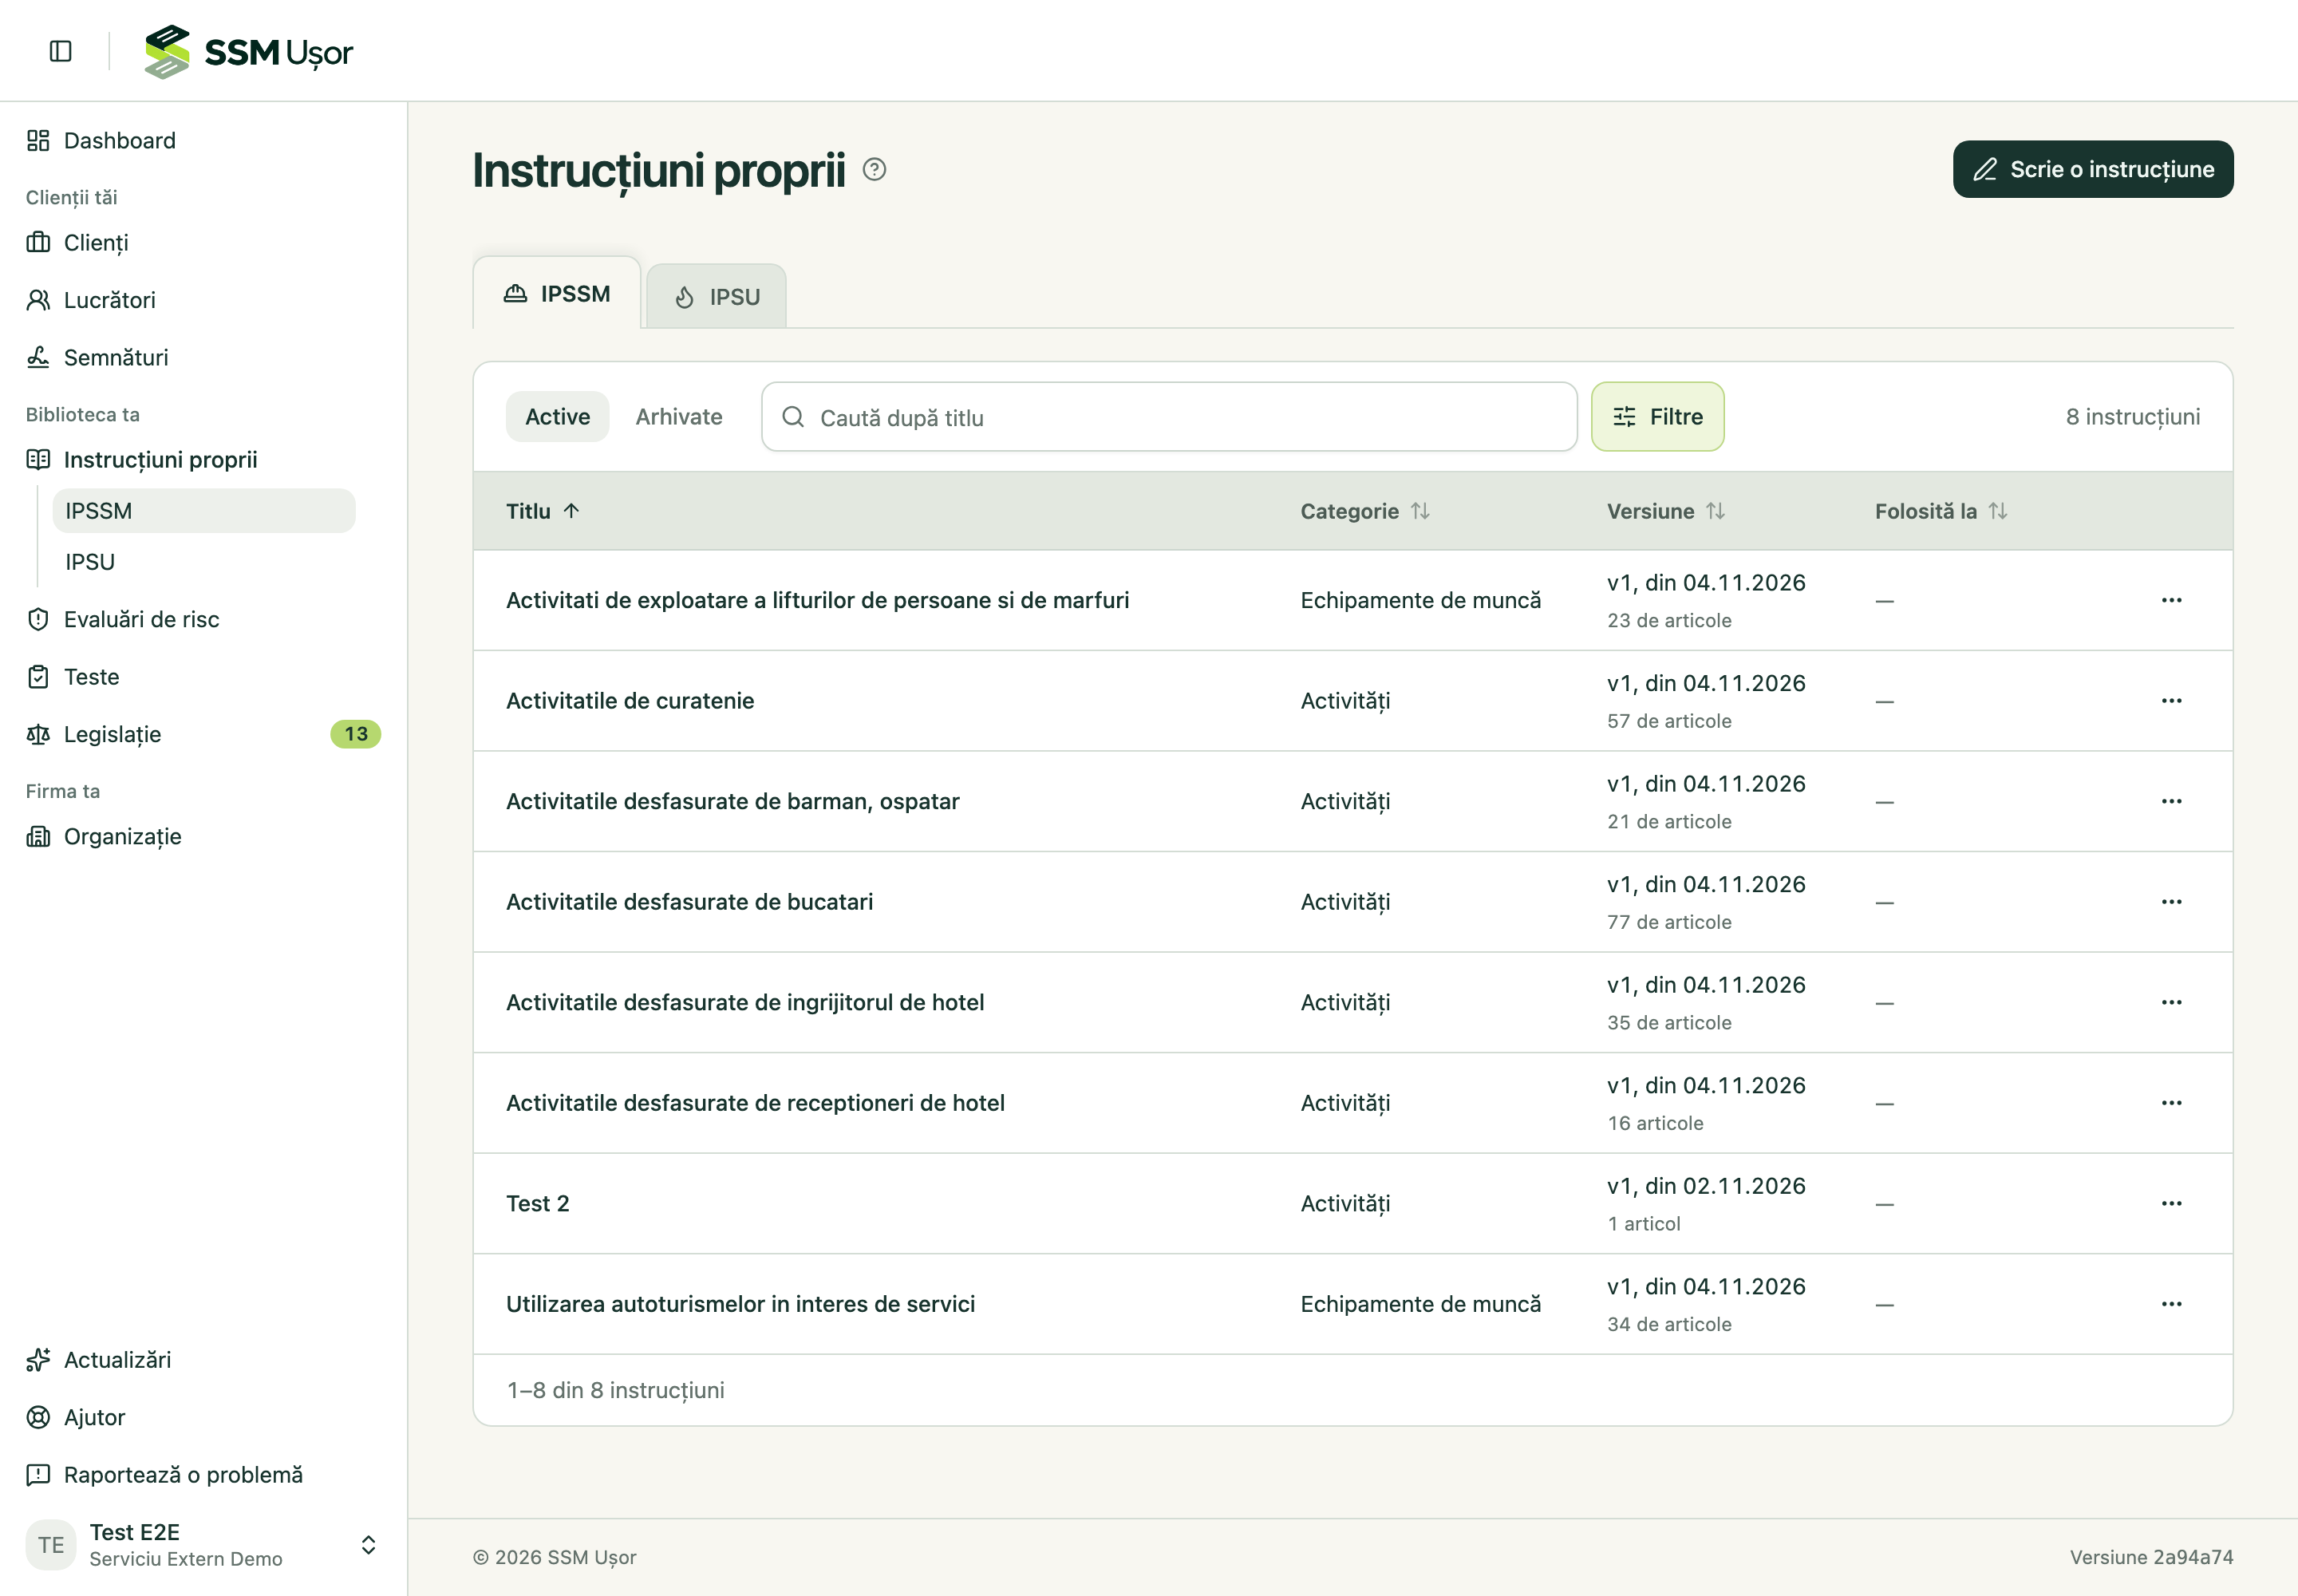 SSM Ușor
Dashboard
Clienții tăi
Clienți
Lucrători
Semnături
Biblioteca ta
Instrucțiuni proprii
IPSSM
IPSU
Evaluări de risc
Teste
Legislație 13
Firma ta
Organizație
Actualizări
Ajutor
Raportează o problemă
TE
Test E2E
Serviciu Extern Demo
Instrucțiuni proprii
Scrie o instrucțiune
IPSSM IPSU
Active Arhivate Caută după titlu Filtre 8 instrucțiuni
Titlu Categorie Versiune Folosită la
Activitati de exploatare a lifturilor de persoane si de marfuri Echipamente de muncă v1, din 04.11.2026 —
23 de articole
Activitatile de curatenie Activități v1, din 04.11.2026 —
57 de articole
Activitatile desfasurate de barman, ospatar Activități v1, din 04.11.2026 —
21 de articole
Activitatile desfasurate de bucatari Activități v1, din 04.11.2026 —
77 de articole
Activitatile desfasurate de ingrijitorul de hotel Activități v1, din 04.11.2026 —
35 de articole
Activitatile desfasurate de receptioneri de hotel Activități v1, din 04.11.2026 —
16 articole
Test 2 Activități v1, din 02.11.2026 —
1 articol
Utilizarea autoturismelor in interes de servici Echipamente de muncă v1, din 04.11.2026 —
34 de articole
1–8 din 8 instrucțiuni
© 2026 SSM Ușor
Versiune 2a94a74